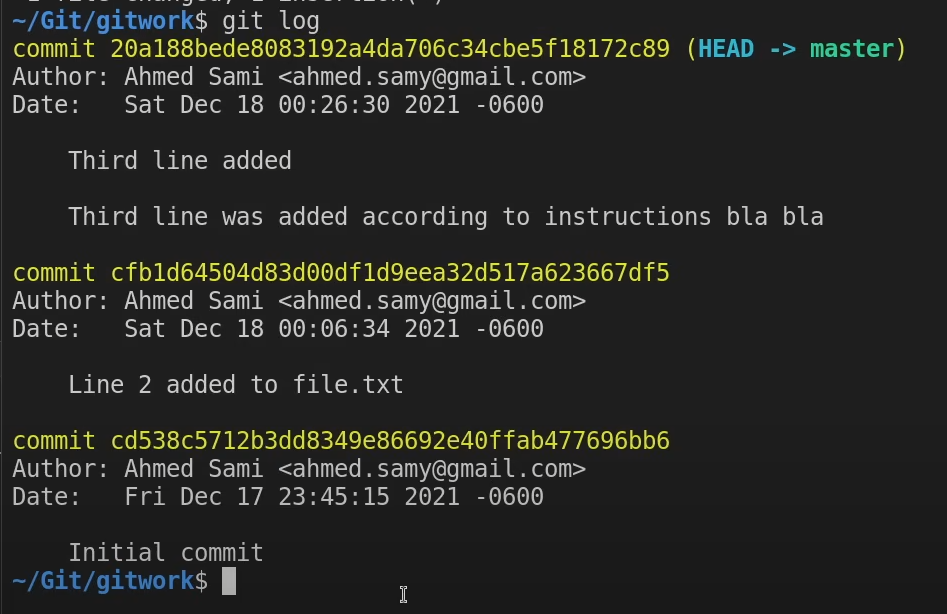 ~/Git/gitwork$ git log
commit 20a188bede8083192a4da706c34cbe5f18172c89 (HEAD -> master)
Author: Ahmed Sami <ahmed.samy@gmail.com>
Date:   Sat Dec 18 00:26:30 2021 -0600
Third line added
Third line was added according to instructions bla bla
commit cfb1d64504d83d00df1d9eea32d517a623667df5
Author: Ahmed Sami <ahmed.samy@gmail.com>
Date:   Sat Dec 18 00:06:34 2021 -0600
Line 2 added to file.txt
commit cd538c5712b3dd8349e86692e40ffab477696bb6
Author: Ahmed Sami <ahmed.samy@gmail.com>
Date:   Fri Dec 17 23:45:15 2021 -0600
Initial commit
~/Git/gitwork$